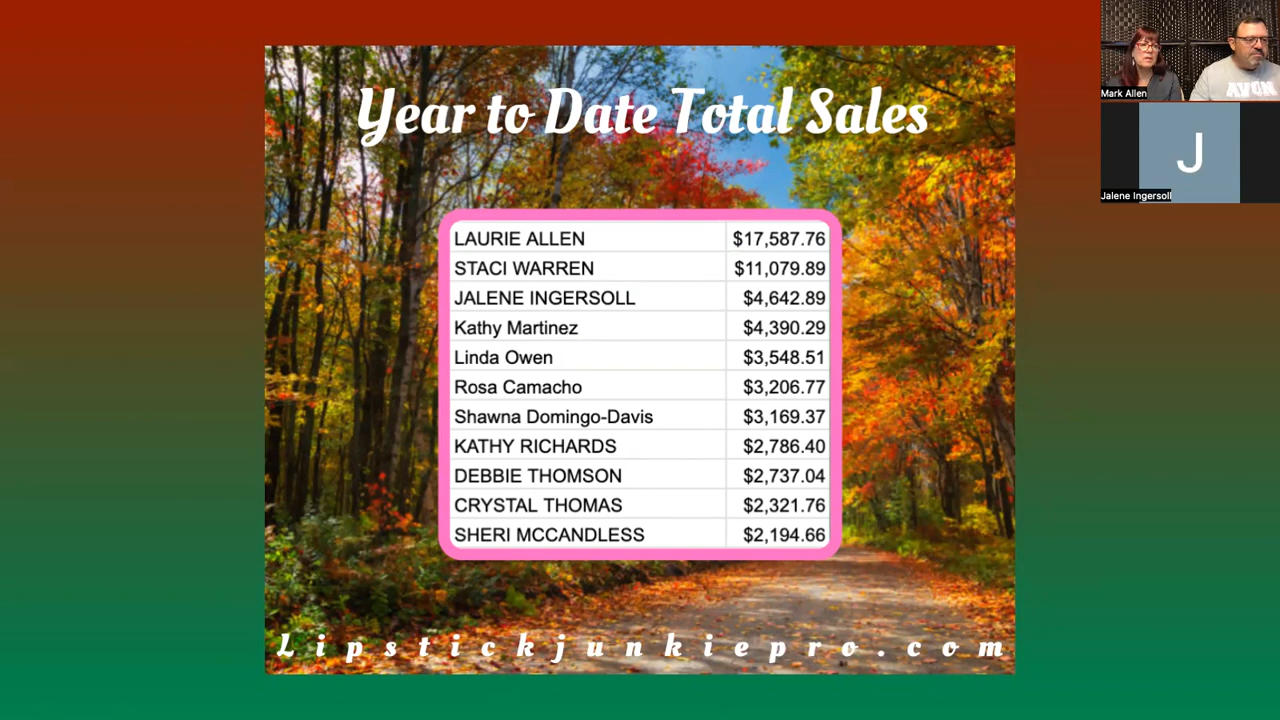 Year to Date Total Sales
LAURIE ALLEN $17,587.76
STACI WARREN $11,079.89
JALENE INGERSOLL $4,642.89
Kathy Martinez $4,390.29
Linda Owen $3,548.51
Rosa Camacho $3,206.77
Shawna Domingo-Davis $3,169.37
KATHY RICHARDS $2,786.40
DEBBIE THOMSON $2,737.04
CRYSTAL THOMAS $2,321.76
SHERI MCCANDLESS $2,194.66
Lipstickjunkiepro.com
AVON
Mark Allen
J
Jalene Ingersoll